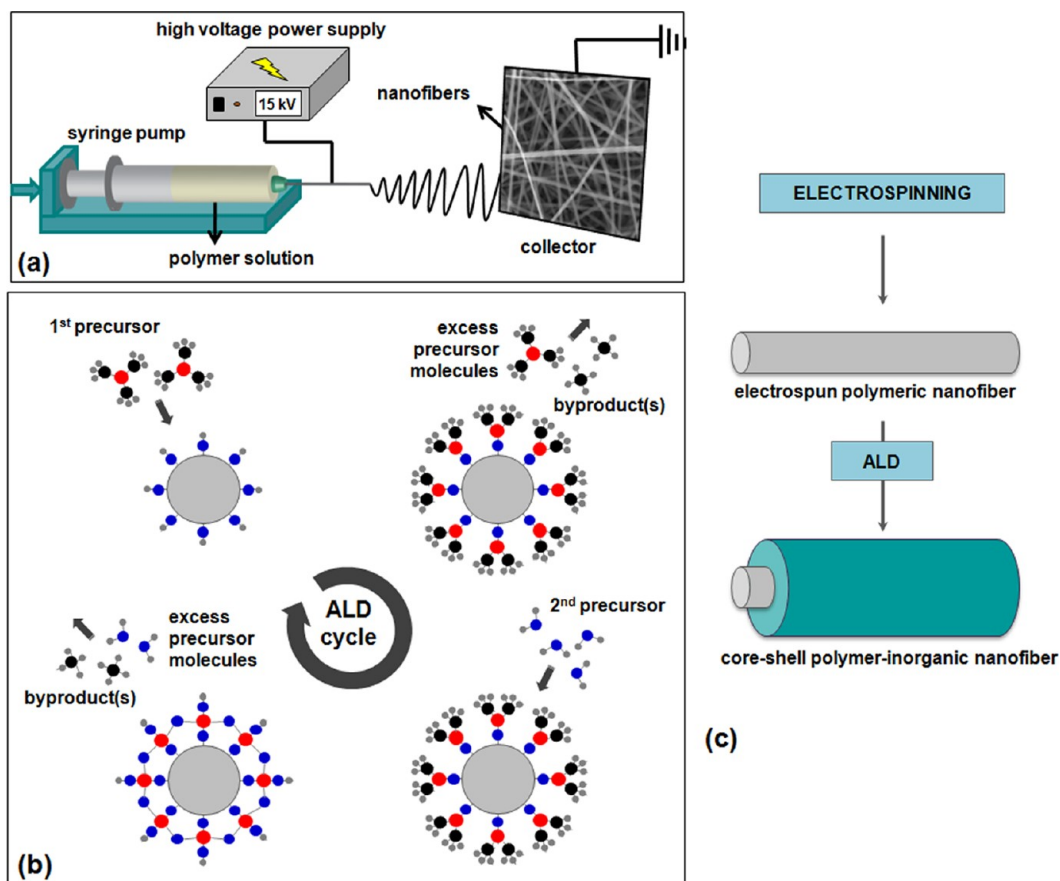 high voltage power supply
15 kV
nanofibers
syringe pump
polymer solution
collector
(a)
1st precursor
excess
precursor
molecules
byproduct(s)
ALD
cycle
2nd precursor
excess
precursor
molecules
byproduct(s)
(b)
ELECTROSPINNING
electrospun polymeric nanofiber
ALD
core-shell polymer-inorganic nanofiber
(c)